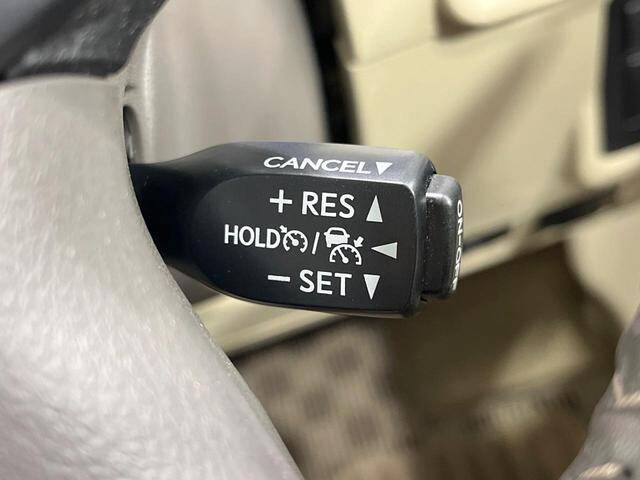 CANCEL▼
+ RES ▲
HOLD / ◀
− SET ▼
ON-OFF